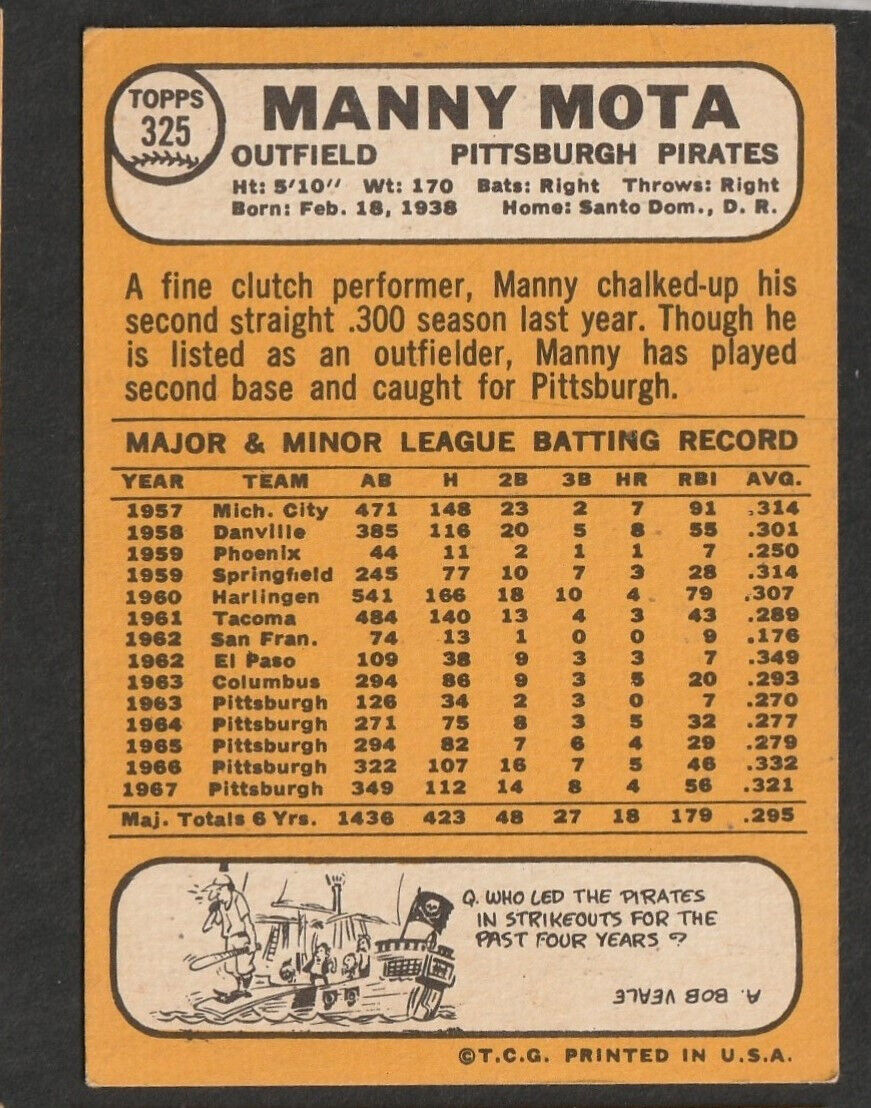 TOPPS
325
MANNY MOTA
OUTFIELD PITTSBURGH PIRATES
Ht: 5'10" Wt: 170 Bats: Right Throws: Right
Born: Feb. 18, 1938 Home: Santo Dom., D. R.
A fine clutch performer, Manny chalked-up his
second straight .300 season last year. Though he
is listed as an outfielder, Manny has played
second base and caught for Pittsburgh.
MAJOR & MINOR LEAGUE BATTING RECORD
YEAR TEAM AB H 2B 3B HR RBI AVG.
1957 Mich. City 471 148 23 2 7 91 .314
1958 Danville 385 116 20 5 8 55 .301
1959 Phoenix 44 11 2 1 1 7 .250
1959 Springfield 245 77 10 7 3 28 .314
1960 Harlingen 541 166 18 10 4 79 .307
1961 Tacoma 484 140 13 4 3 43 .289
1962 San Fran. 74 13 1 0 0 9 .176
1962 El Paso 109 38 9 3 3 7 .349
1963 Columbus 294 86 9 3 5 20 .293
1963 Pittsburgh 126 34 2 3 0 7 .270
1964 Pittsburgh 271 75 8 3 5 32 .277
1965 Pittsburgh 294 82 7 6 4 29 .279
1966 Pittsburgh 322 107 16 7 5 46 .332
1967 Pittsburgh 349 112 14 8 4 56 .321
Maj. Totals 6 Yrs. 1436 423 48 27 18 179 .295
Q. WHO LED THE PIRATES
IN STRIKEOUTS FOR THE
PAST FOUR YEARS ?
A. BOB VEALE
©T.C.G. PRINTED IN U.S.A.